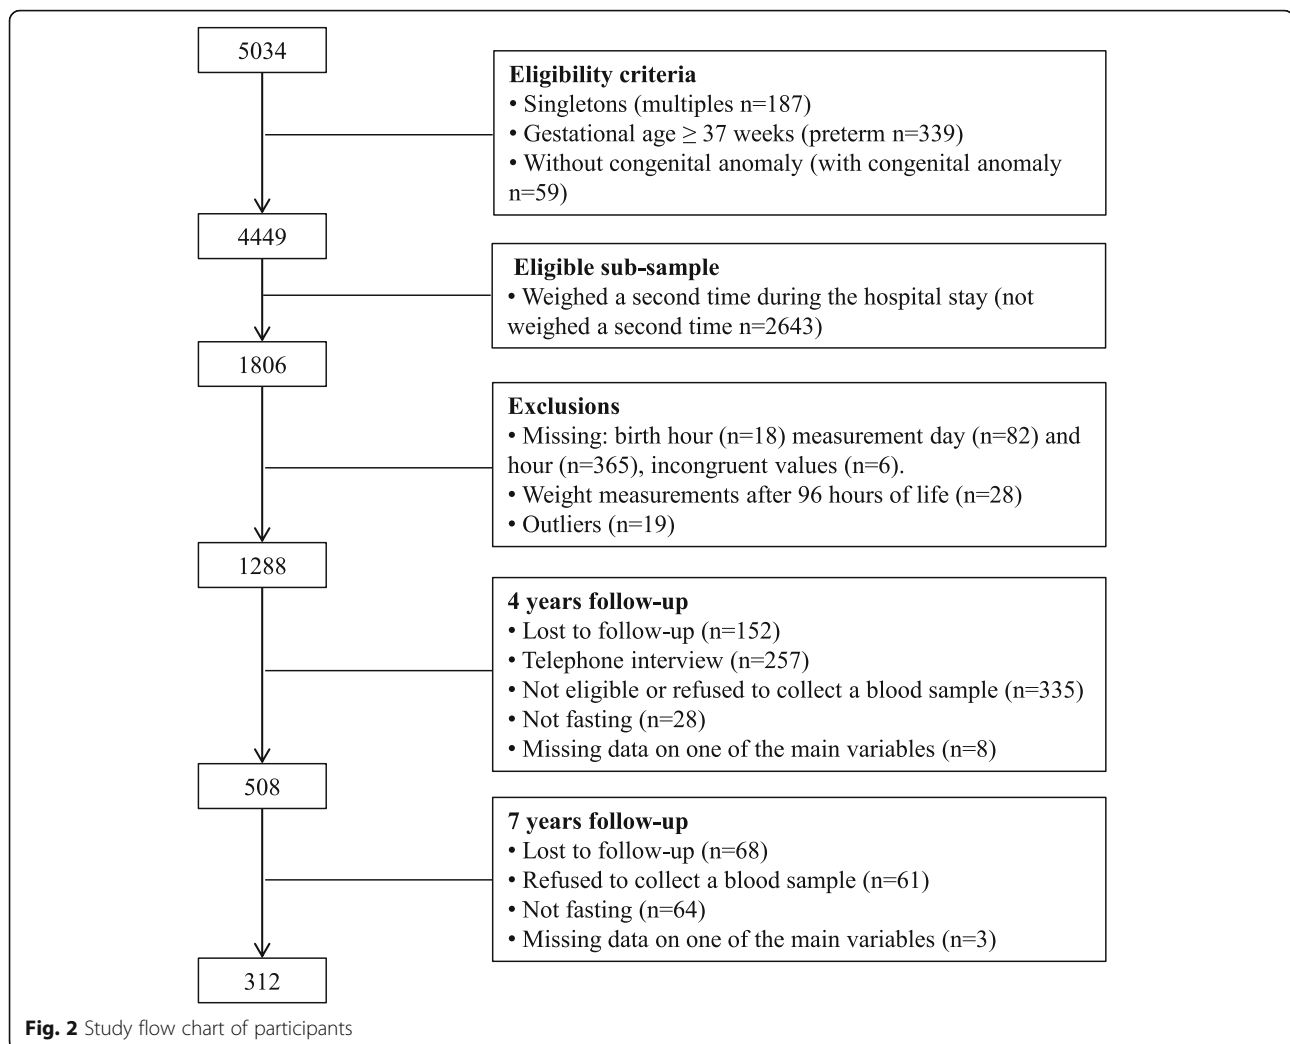 5034
Eligibility criteria
• Singletons (multiples n=187)
• Gestational age ≥ 37 weeks (preterm n=339)
• Without congenital anomaly (with congenital anomaly
n=59)
4449
Eligible sub-sample
• Weighed a second time during the hospital stay (not
weighed a second time n=2643)
1806
Exclusions
• Missing: birth hour (n=18) measurement day (n=82) and
hour (n=365), incongruent values (n=6).
• Weight measurements after 96 hours of life (n=28)
• Outliers (n=19)
1288
4 years follow-up
• Lost to follow-up (n=152)
• Telephone interview (n=257)
• Not eligible or refused to collect a blood sample (n=335)
• Not fasting (n=28)
• Missing data on one of the main variables (n=8)
508
7 years follow-up
• Lost to follow-up (n=68)
• Refused to collect a blood sample (n=61)
• Not fasting (n=64)
• Missing data on one of the main variables (n=3)
312
Fig. 2 Study flow chart of participants